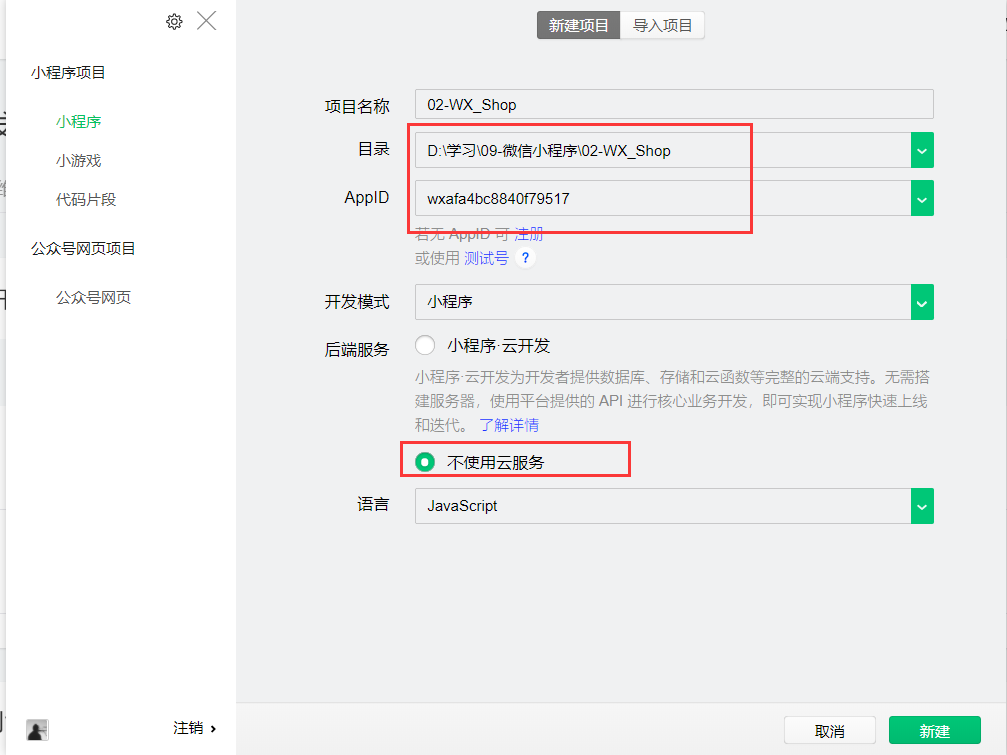 新建项目 导入项目
小程序项目
小程序
小游戏
代码片段
公众号网页项目
公众号网页
注销
项目名称 02-WX_Shop
目录 D:\学习\09-微信小程序\02-WX_Shop
AppID wxafa4bc8840f79517
若无 AppID 可 注册
或使用 测试号 ?
开发模式 小程序
后端服务 小程序·云开发
小程序·云开发为开发者提供数据库、存储和云函数等完整的云端支持。无需搭
建服务器，使用平台提供的 API 进行核心业务开发，即可实现小程序快速上线
和迭代。 了解详情
不使用云服务
语言 JavaScript
取消 新建